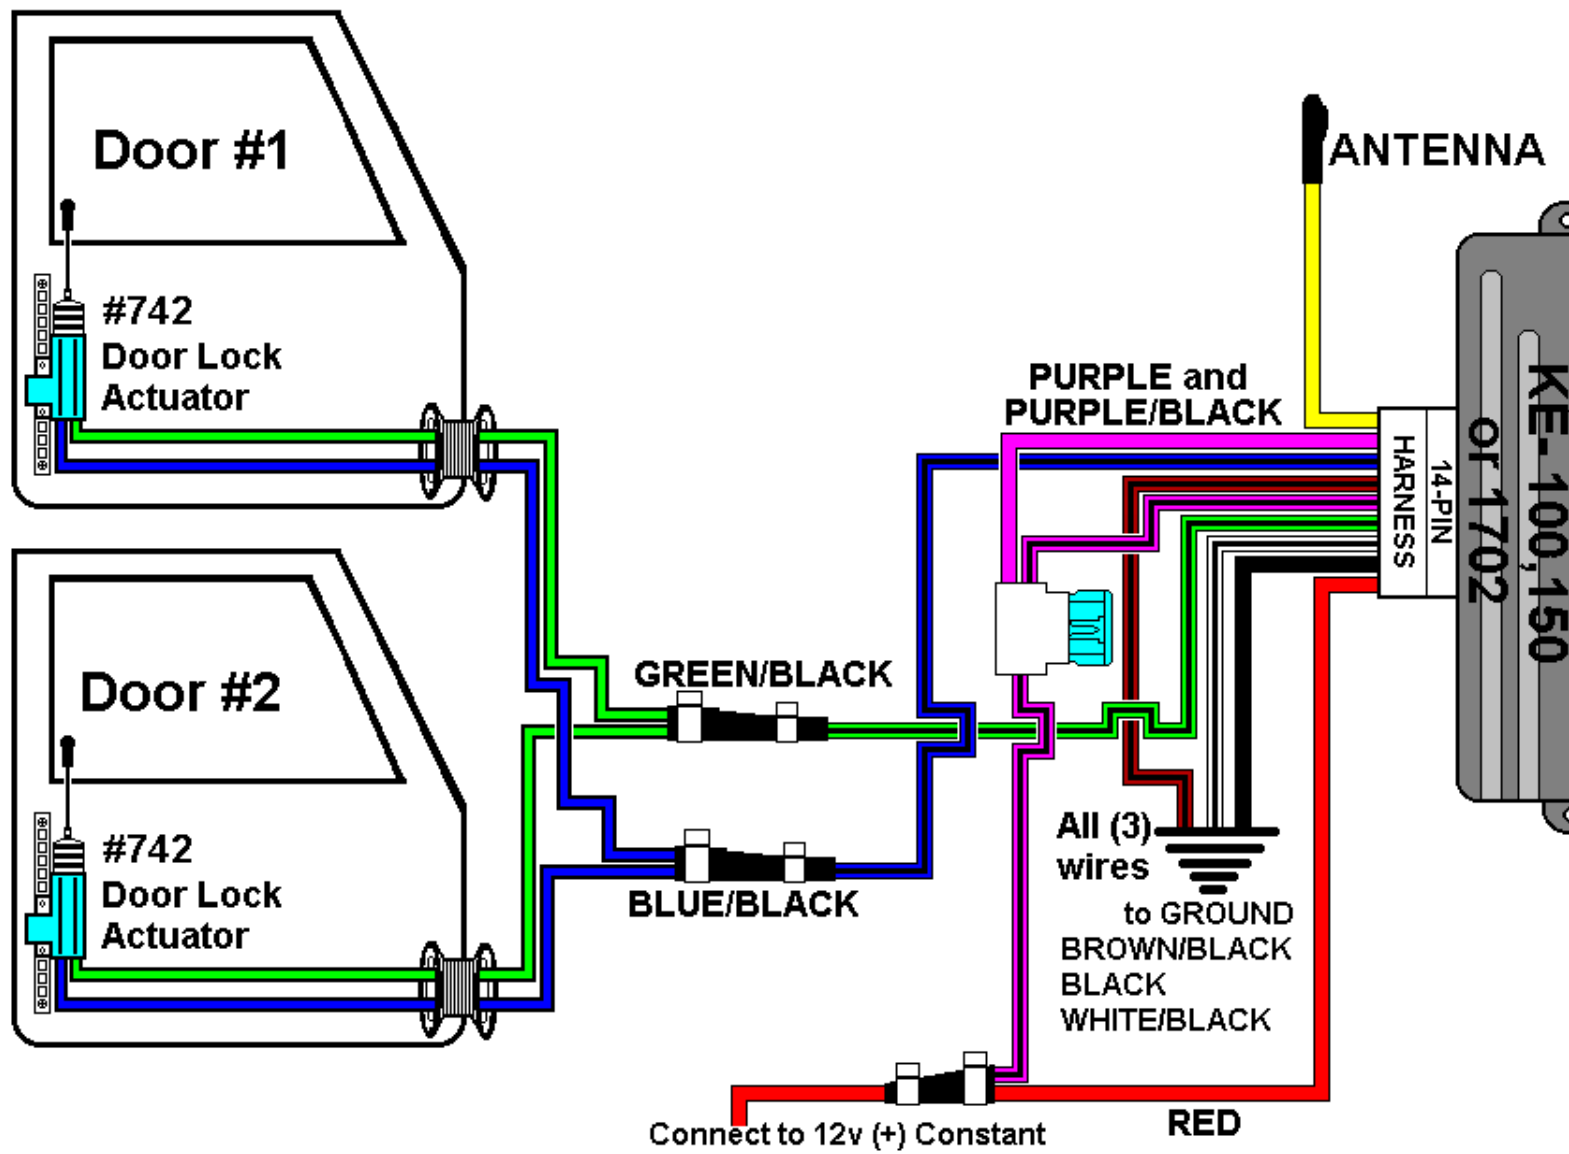 Door #1
#742
Door Lock
Actuator
Door #2
#742
Door Lock
Actuator
ANTENNA
PURPLE and
PURPLE/BLACK
14-PIN
HARNESS
KE- 100,150
or 1702
GREEN/BLACK
BLUE/BLACK
All (3)
wires
to GROUND
BROWN/BLACK
BLACK
WHITE/BLACK
RED
Connect to 12v (+) Constant